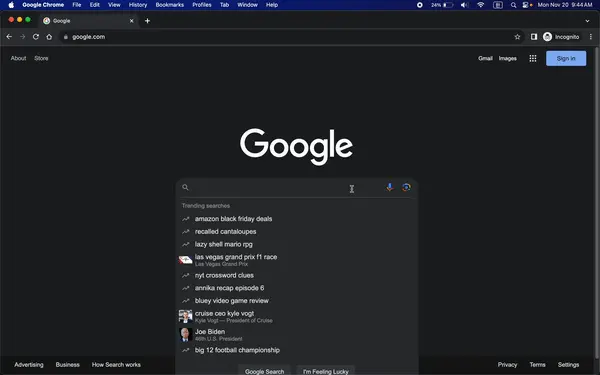 Google Chrome File Edit View History Bookmarks Profiles Tab Window Help 24% Mon Nov 20 9:44 AM
Google
google.com Incognito
About Store Gmail Images Sign in
Google
Trending searches
amazon black friday deals
recalled cantaloupes
lazy shell mario rpg
las vegas grand prix f1 race
Las Vegas Grand Prix
nyt crossword clues
annika recap episode 6
bluey video game review
cruise ceo kyle vogt
Kyle Vogt — President of Cruise
Joe Biden
46th U.S. President
big 12 football championship
Advertising Business How Search works Privacy Terms Settings
Google Search I'm Feeling Lucky